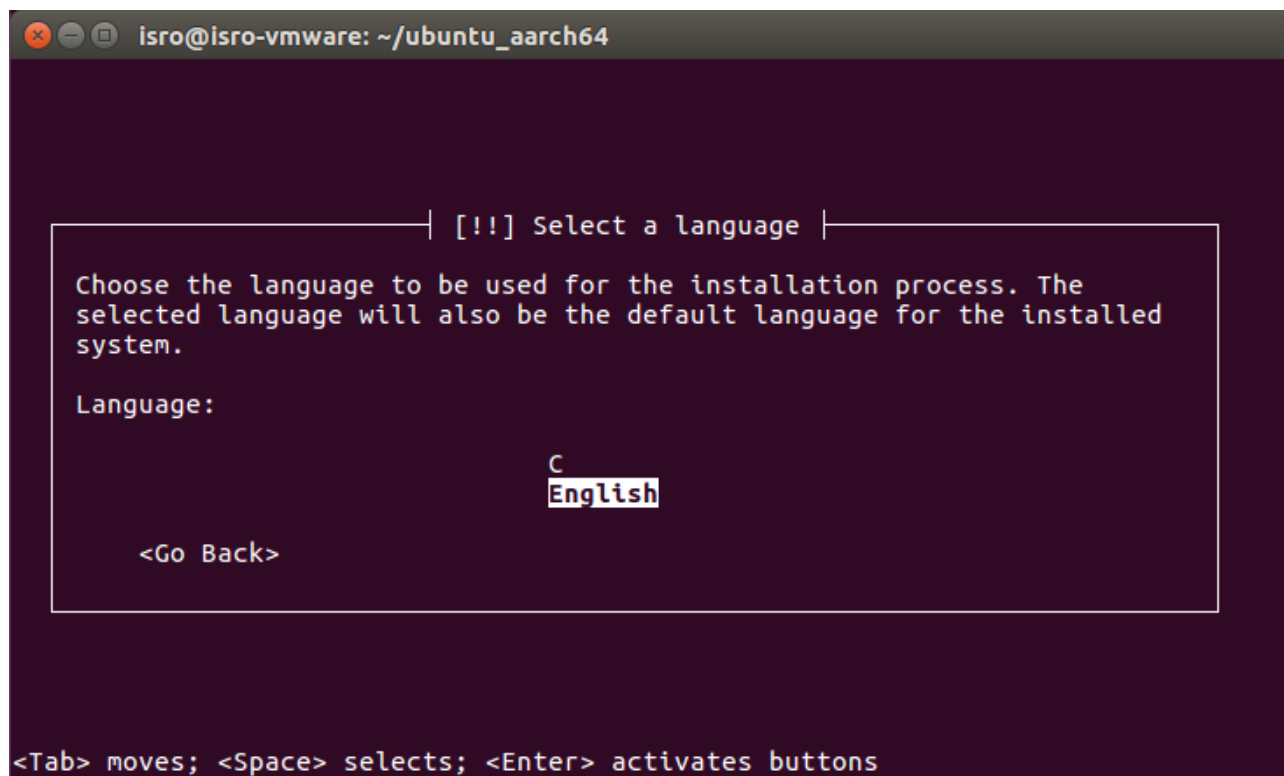 isro@isro-vmware: ~/ubuntu_aarch64
[!!] Select a language
Choose the language to be used for the installation process. The
selected language will also be the default language for the installed
system.
Language:
C
English
<Go Back>
<Tab> moves; <Space> selects; <Enter> activates buttons